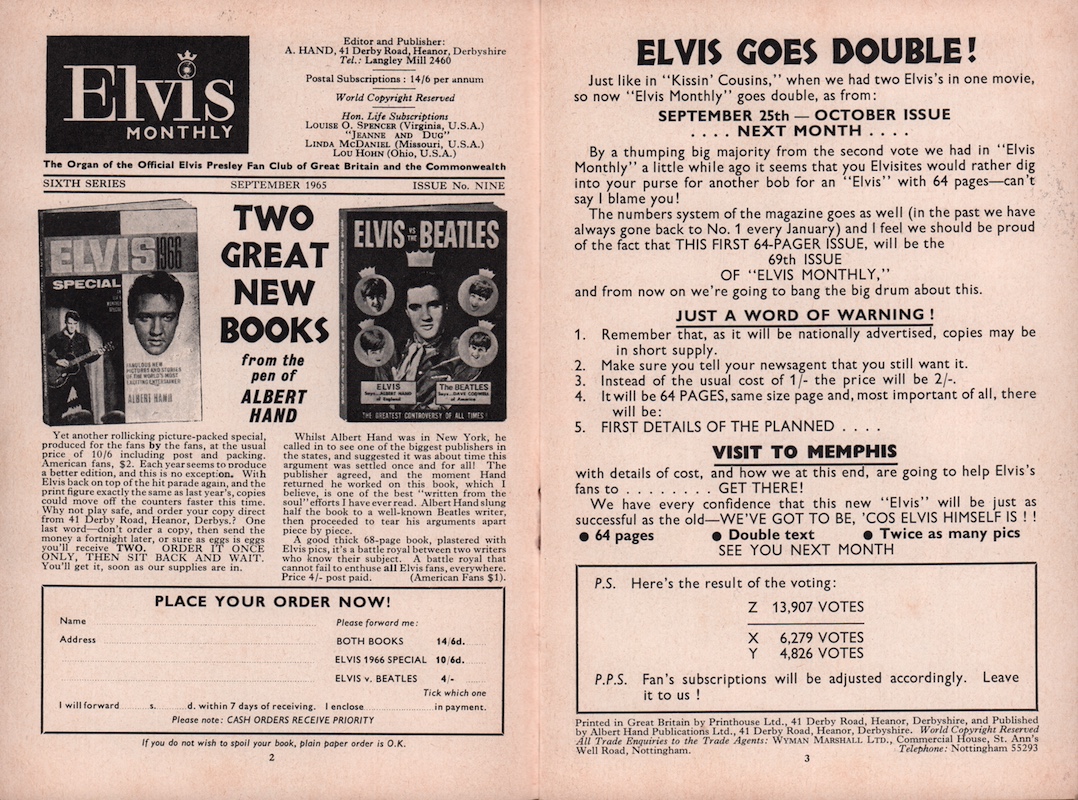 Elvis
MONTHLY
Editor and Publisher:
A. HAND, 41 Derby Road, Heanor, Derbyshire
Tel.: Langley Mill 2460
Postal Subscriptions : 14/6 per annum
World Copyright Reserved
Hon. Life Subscriptions
LOUISE O. SPENCER (Virginia, U.S.A.)
"JEANNE AND DUG"
LINDA MCDANIEL (Missouri, U.S.A.)
LOU HOHN (Ohio, U.S.A.)
The Organ of the Official Elvis Presley Fan Club of Great Britain and the Commonwealth
SIXTH SERIES SEPTEMBER 1965 ISSUE No. NINE
ELVIS 1966
SPECIAL
FABULOUS NEW
PICTURES AND STORIES
OF THE WORLD'S MOST
EXCITING ENTERTAINER
ALBERT HAND
TWO
GREAT
NEW
BOOKS
from the
pen of
ALBERT
HAND
ELVIS VS THE BEATLES
ELVIS
Says...ALBERT HAND
of England
The BEATLES
Says...DAVE
of America
THE GREATEST CONTROVERSY OF ALL TIMES!
Yet another rollicking picture-packed special,
produced for the fans by the fans, at the usual
price of 10/6 including post and packing.
American fans, $2. Each year seems to produce
a better edition, and this is no exception. With
Elvis back on top of the hit parade again, and the
print figure exactly the same as last year's, copies
could move off the counters faster this time.
Why not play safe, and order your copy direct
from 41 Derby Road, Heanor, Derbys.? One
last word—don't order a copy, then send the
money a fortnight later, or sure as eggs is eggs
you'll receive TWO. ORDER IT ONCE
ONLY, THEN SIT BACK AND WAIT.
You'll get it, soon as our supplies are in.
Whilst Albert Hand was in New York, he
called in to see one of the biggest publishers in
the states, and suggested it was about time this
argument was settled once and for all! The
publisher agreed, and the moment Hand
returned he worked on this book, which I
believe, is one of the best "written from the
soul" efforts I have ever read. Albert Hand slung
half the book to a well-known Beatles writer,
then proceeded to tear his arguments apart
piece by piece.
A good thick 68-page book, plastered with
Elvis pics, it's a battle royal between two writers
who know their subject. A battle royal that
cannot fail to enthuse all Elvis fans, everywhere.
Price 4/- post paid. (American Fans $1).
PLACE YOUR ORDER NOW!
Name
Address
Please forward me:
BOTH BOOKS 14/6d.
ELVIS 1966 SPECIAL 10/6d.
ELVIS v. BEATLES 4/-
Tick which one
I will forward s. d. within 7 days of receiving. I enclose in payment.
Please note: CASH ORDERS RECEIVE PRIORITY
If you do not wish to spoil your book, plain paper order is O.K.
2
ELVIS GOES DOUBLE!
Just like in "Kissin' Cousins," when we had two Elvis's in one movie,
so now "Elvis Monthly" goes double, as from:
SEPTEMBER 25th — OCTOBER ISSUE
. . . . NEXT MONTH . . . .
By a thumping big majority from the second vote we had in "Elvis
Monthly" a little while ago it seems that you Elvisites would rather dig
into your purse for another bob for an "Elvis" with 64 pages—can't
say I blame you!
The numbers system of the magazine goes as well (in the past we have
always gone back to No. 1 every January) and I feel we should be proud
of the fact that THIS FIRST 64-PAGER ISSUE, will be the
69th ISSUE
OF "ELVIS MONTHLY,"
and from now on we're going to bang the big drum about this.
JUST A WORD OF WARNING !
1. Remember that, as it will be nationally advertised, copies may be
in short supply.
2. Make sure you tell your newsagent that you still want it.
3. Instead of the usual cost of 1/- the price will be 2/-.
4. It will be 64 PAGES, same size page and, most important of all, there
will be:
5. FIRST DETAILS OF THE PLANNED . . . .
VISIT TO MEMPHIS
with details of cost, and how we at this end, are going to help Elvis's
fans to . . . . . . . . GET THERE!
We have every confidence that this new "Elvis" will be just as
successful as the old—WE'VE GOT TO BE, 'COS ELVIS HIMSELF IS ! !
● 64 pages ● Double text ● Twice as many pics
SEE YOU NEXT MONTH
P.S. Here's the result of the voting:
Z 13,907 VOTES
X 6,279 VOTES
Y 4,826 VOTES
P.P.S. Fan's subscriptions will be adjusted accordingly. Leave
it to us !
Printed in Great Britain by Printhouse Ltd., 41 Derby Road, Heanor, Derbyshire, and Published
by Albert Hand Publications Ltd., 41 Derby Road, Heanor, Derbyshire. World Copyright Reserved
All Trade Enquiries to the Trade Agents: WYMAN MARSHALL LTD., Commercial House, St. Ann's
Well Road, Nottingham. Telephone: Nottingham 55293
3